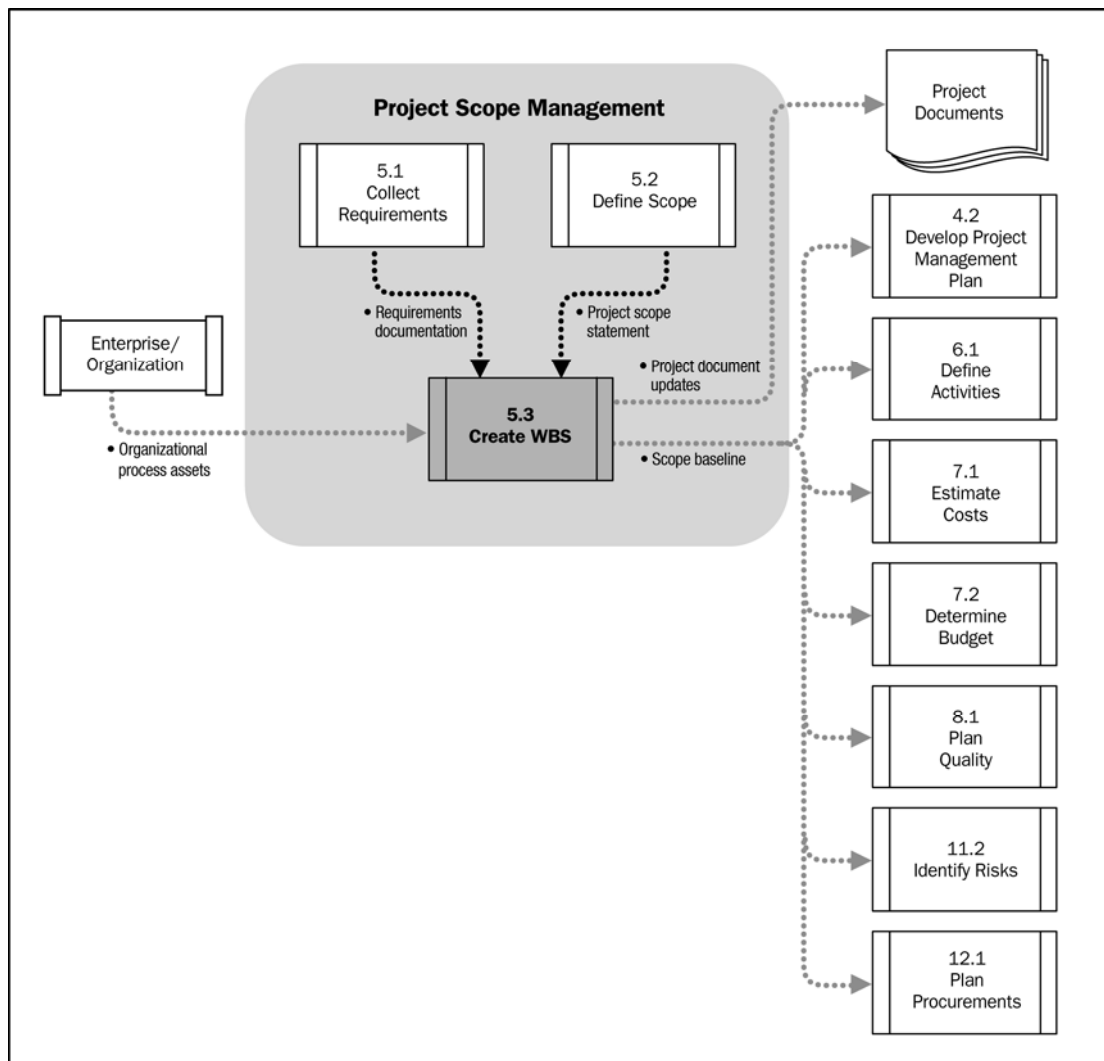 Project Scope Management
5.1
Collect
Requirements
5.2
Define Scope
• Requirements
documentation
• Project scope
statement
Enterprise/
Organization
• Organizational
process assets
5.3
Create WBS
• Project document
updates
• Scope baseline
Project
Documents
4.2
Develop Project
Management
Plan
6.1
Define
Activities
7.1
Estimate
Costs
7.2
Determine
Budget
8.1
Plan
Quality
11.2
Identify Risks
12.1
Plan
Procurements